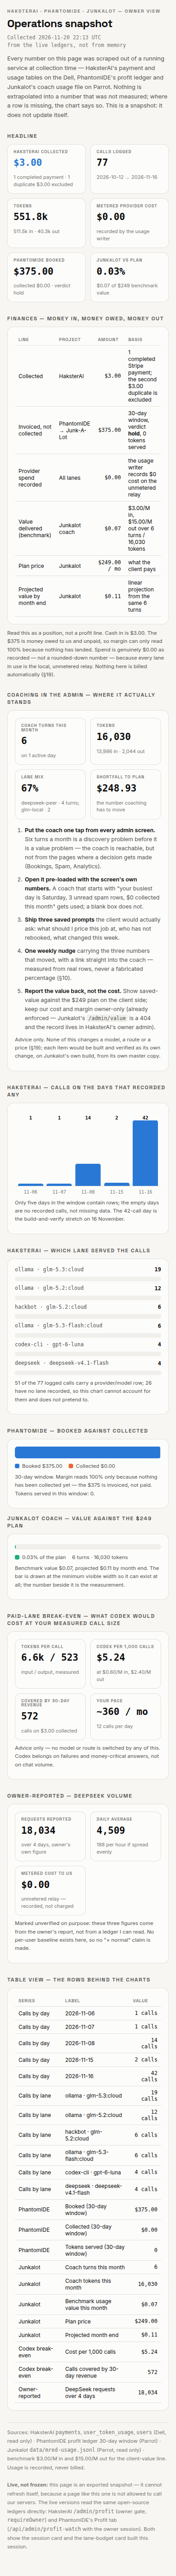 HAKSTERAI · PHANTOMIDE · JUNKALOT — OWNER VIEW
Operations snapshot
Collected 2026-11-20 22:13 UTC
from the live ledgers, not from memory
Every number on this page was scraped out of a running
service at collection time — HaksterAI's payment and
usage tables on the Dell, PhantomIDE's profit ledger and
Junkalot's coach usage file on Parrot. Nothing is
extrapolated into a number that was not measured; where
a row is missing, the chart says so. This is a snapshot: it
does not update itself.
HEADLINE
HAKSTERAI COLLECTED
$3.00
1 completed payment · 1
duplicate $3.00 excluded
CALLS LOGGED
77
2026-10-12 → 2026-11-16
TOKENS
551.8k
511.5k in · 40.3k out
METERED PROVIDER COST
$0.00
recorded by the usage
writer
PHANTOMIDE BOOKED
$375.00
collected $0.00 · verdict
hold
JUNKALOT VS PLAN
0.03%
$0.07 of $249 benchmark
value
FINANCES — MONEY IN, MONEY OWED, MONEY OUT
LINE PROJECT AMOUNT BASIS
Collected HaksterAI $3.00 1
completed
Stripe
payment;
the second
$3.00
duplicate is
excluded
Invoiced, not
collected PhantomIDE
→ Junk-A-
Lot $375.00 30-day
window,
verdict
hold, 0
tokens
served
Provider
spend
recorded All lanes $0.00 the usage
writer
records $0
cost on the
unmetered
relay
Value
delivered
(benchmark) Junkalot
coach $0.07 $3.00/M
in,
$15.00/M
out over 6
turns /
16,030
tokens
Plan price Junkalot $249.00
/ mo what the
client pays
Projected
value by
month end Junkalot $0.11 linear
projection
from the
same 6
turns
Read this as a position, not a profit line. Cash is $3.00. The
$375 is money owed to us and unpaid, so margin can only read
100% because nothing has landed. Spend is genuinely $0.00 as
recorded — not a rounded-down number — because every lane
in use is the local, unmetered relay. Nothing here is billed
automatically (§19).
COACHING IN THE ADMIN — WHERE IT ACTUALLY
STANDS
COACH TURNS THIS
MONTH
6
on 1 active day
TOKENS
16,030
13,986 in · 2,044 out
LANE MIX
67%
deepseek-peer · 4 turns;
glm-local · 2
SHORTFALL TO PLAN
$248.93
the number coaching
has to move
1. Put the coach one tap from every admin screen.
Six turns a month is a discovery problem before it is a
value problem — the coach is reachable, but
not from the pages where a decision gets made
(Bookings, Spam, Analytics).
2. Open it pre-loaded with the screen's own
numbers. A coach that starts with "your busiest
day is Saturday, 3 unread spam rows, $0 collected
this month" gets used; a blank box does not.
3. Ship three saved prompts the client would actually
ask: what should I price this job at, who has not
rebooked, what changed this week.
4. One weekly nudge carrying the three numbers
that moved, with a link straight into the coach —
measured from real rows, never a fabricated
percentage (§10).
5. Report the value back, not the cost. Show saved-
value against the $249 plan on the client side;
keep our cost and margin owner-only (already
enforced — Junkalot's /admin/value is a 404
and the record lives in HaksterAI's owner admin).
Advice only. None of this changes a model, a route or a
price (§19); each item would be built and verified as its own
change, on Junkalot's own build, from its own master copy.
HAKSTERAI — CALLS ON THE DAYS THAT RECORDED
ANY
1 1 14 2 42
11-06 11-07 11-08 11-15 11-16
Only five days in the window contain rows; the empty days are
no recorded calls, not missing data. The 42-call day is
the build-and-verify stretch on 16 November.
HAKSTERAI — WHICH LANE SERVED THE CALLS
ollama · glm-5.3:cloud 19
ollama · glm-5.2:cloud 12
hackbot · glm-5.2:cloud 6
ollama · glm-5.3-flash:cloud 6
codex-cli · gpt-6-luna 4
deepseek · deepseek-v4.1-flash 4
51 of the 77 logged calls carry a provider/model row; 26
have no lane recorded, so this chart cannot account for
them and does not pretend to.
PHANTOMIDE — BOOKED AGAINST COLLECTED
Booked $375.00 Collected $0.00
30-day window. Margin reads 100% only because nothing
has been collected yet — the $375 is invoiced, not paid.
Tokens served in this window: 0.
JUNKALOT COACH — VALUE AGAINST THE $249
PLAN
0.03% of the plan 6 turns · 16,030 tokens
Benchmark value $0.07, projected $0.11 by month end. The
bar is drawn at the minimum visible width so it can exist at
all; the number beside it is the measurement.
PAID-LANE BREAK-EVEN — WHAT CODEX WOULD
COST AT YOUR MEASURED CALL SIZE
TOKENS PER CALL
6.6k / 523
input / output, measured
CODEX PER 1,000 CALLS
$5.24
at $0.60/M in, $2.40/M
out
COVERED BY 30-DAY
REVENUE
572
calls on $3.00 collected
YOUR PACE
~360 / mo
12 calls per day
Advice only — no model or route is switched by any of this.
Codex belongs on failures and money-critical answers, not
on chat volume.
OWNER-REPORTED — DEEPSEEK VOLUME
REQUESTS REPORTED
18,034
over 4 days, owner's
own figure
DAILY AVERAGE
4,509
188 per hour if spread
evenly
METERED COST TO US
$0.00
unmetered relay —
recorded, not charged
Marked unverified on purpose: these three figures come
from the owner's report, not from a ledger I can read. No
per-user baseline exists here, so no "× normal" claim is
made.
TABLE VIEW — THE ROWS BEHIND THE CHARTS
SERIES LABEL VALUE
Calls by day 2026-11-06 1 calls
Calls by day 2026-11-07 1 calls
Calls by day 2026-11-08 14
calls
Calls by day 2026-11-15 2 calls
Calls by day 2026-11-16 42
calls
Calls by lane ollama · glm-5.3:cloud 19
calls
Calls by lane ollama · glm-5.2:cloud 12
calls
Calls by lane hackbot · glm-
5.2:cloud 6 calls
Calls by lane ollama · glm-5.3-
flash:cloud 6 calls
Calls by lane codex-cli · gpt-6-luna 4 calls
Calls by lane deepseek · deepseek-
v4.1-flash 4 calls
PhantomIDE Booked (30-day
window) $375.00
PhantomIDE Collected (30-day
window) $0.00
PhantomIDE Tokens served (30-day
window) 0
Junkalot Coach turns this month 6
Junkalot Coach tokens this
month 16,030
Junkalot Benchmark usage
value this month $0.07
Junkalot Plan price $249.00
Junkalot Projected month end $0.11
Codex break-
even Cost per 1,000 calls $5.24
Codex break-
even Calls covered by 30-
day revenue 572
Owner-
reported DeepSeek requests
over 4 days 18,034
Sources: HaksterAI payments, user_token_usage, users (Dell,
read only) · PhantomIDE profit ledger 30-day window (Parrot) ·
Junkalot data/mred-usage.jsonl (Parrot, read only) ·
benchmark $3.00/M in and $15.00/M out for the client-value line.
Usage is recorded, never billed.
Live, not frozen: this page is an exported snapshot — it cannot
refresh itself, because a page like this one is not allowed to call
our servers. The live versions read the same open-source
ledgers directly: HaksterAI /admin/profit (owner gate,
requireOwner) and PhantomIDE's Profit tab
(/api/admin/profit-watch with the owner session). Both
show the same session card and the lane-budget card built this
session.